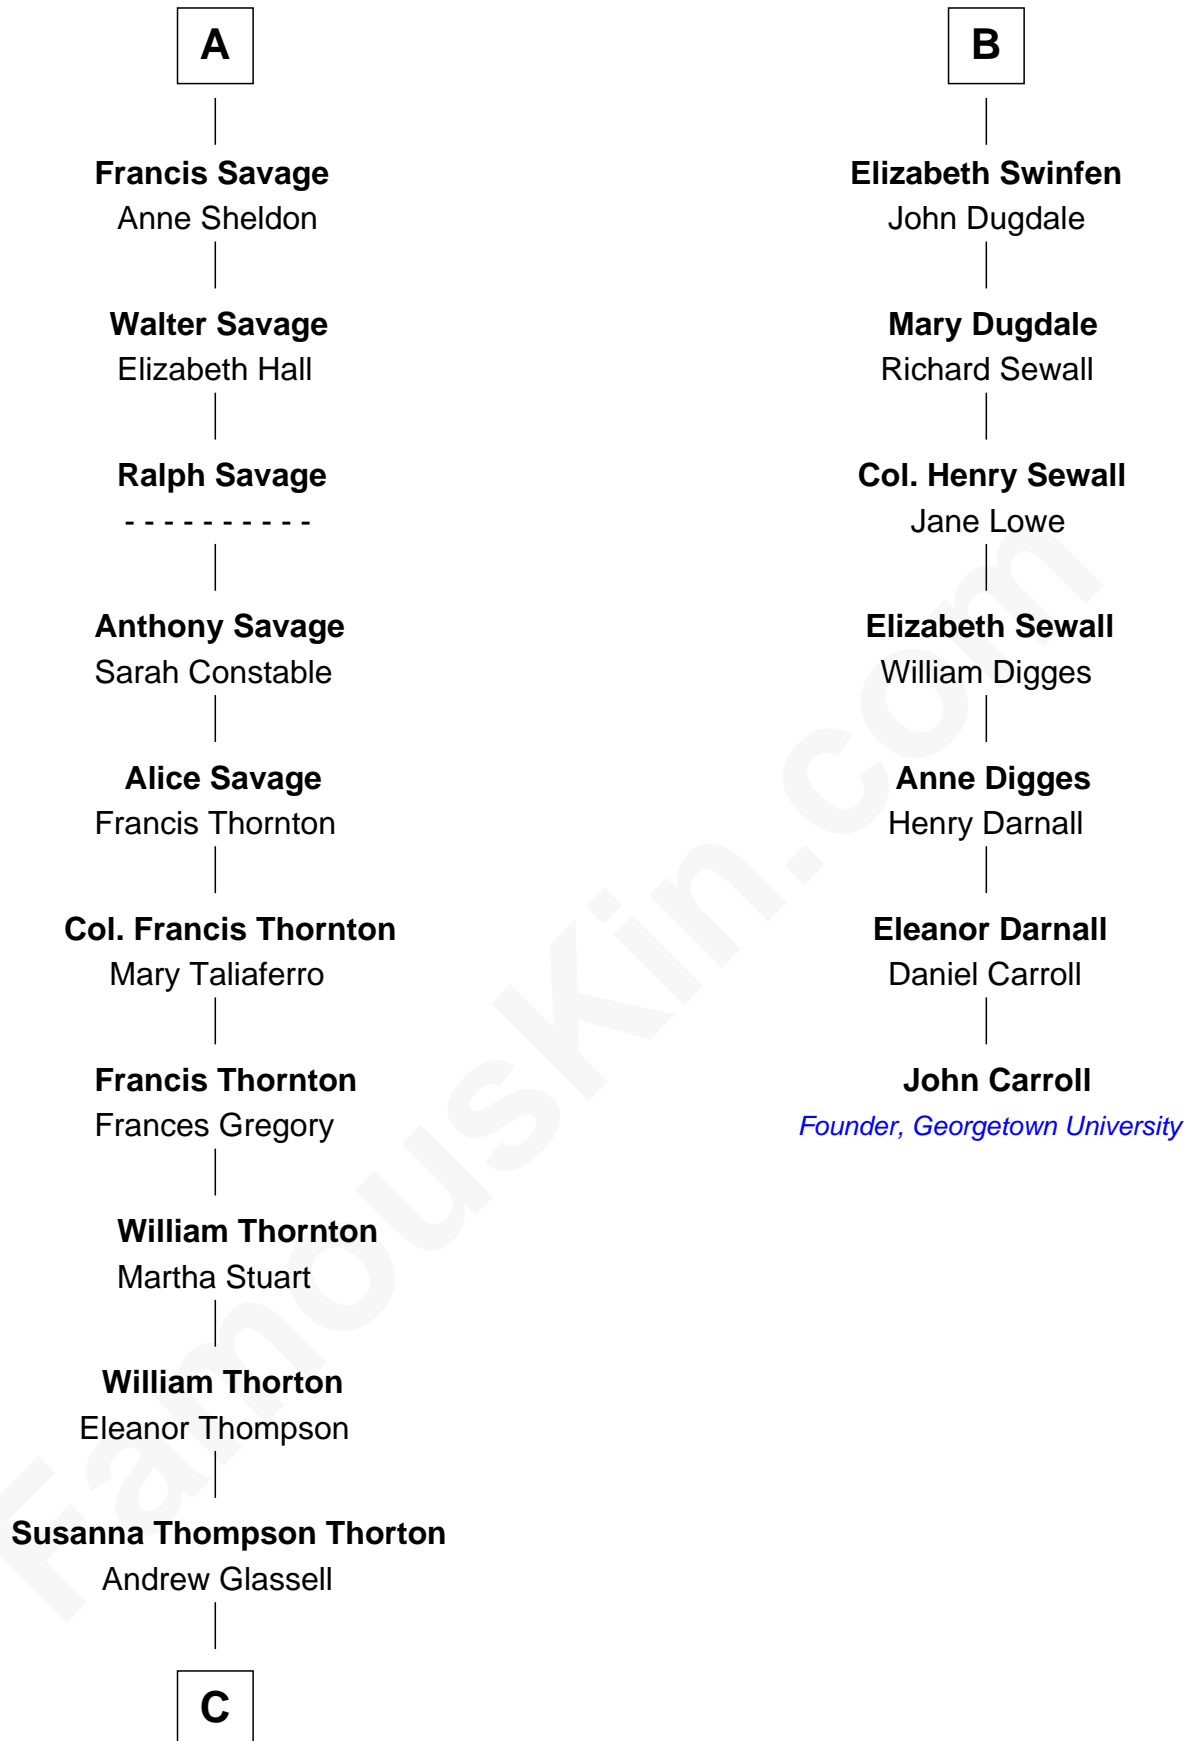 A
Francis Savage
Anne Sheldon
Walter Savage
Elizabeth Hall
Ralph Savage
- - - - - - - - - -
Anthony Savage
Sarah Constable
Alice Savage
Francis Thornton
Col. Francis Thornton
Mary Taliaferro
Francis Thornton
Frances Gregory
William Thornton
Martha Stuart
William Thorton
Eleanor Thompson
Susanna Thompson Thorton
Andrew Glassell
C
B
Elizabeth Swinfen
John Dugdale
Mary Dugdale
Richard Sewall
Col. Henry Sewall
Jane Lowe
Elizabeth Sewall
William Digges
Anne Digges
Henry Darnall
Eleanor Darnall
Daniel Carroll
John Carroll
Founder, Georgetown University
FamousKin.com